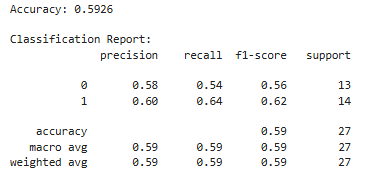 Accuracy: 0.5926
Classification Report:
precision recall f1-score support
0 0.58 0.54 0.56 13
1 0.60 0.64 0.62 14
accuracy 0.59 27
macro avg 0.59 0.59 0.59 27
weighted avg 0.59 0.59 0.59 27